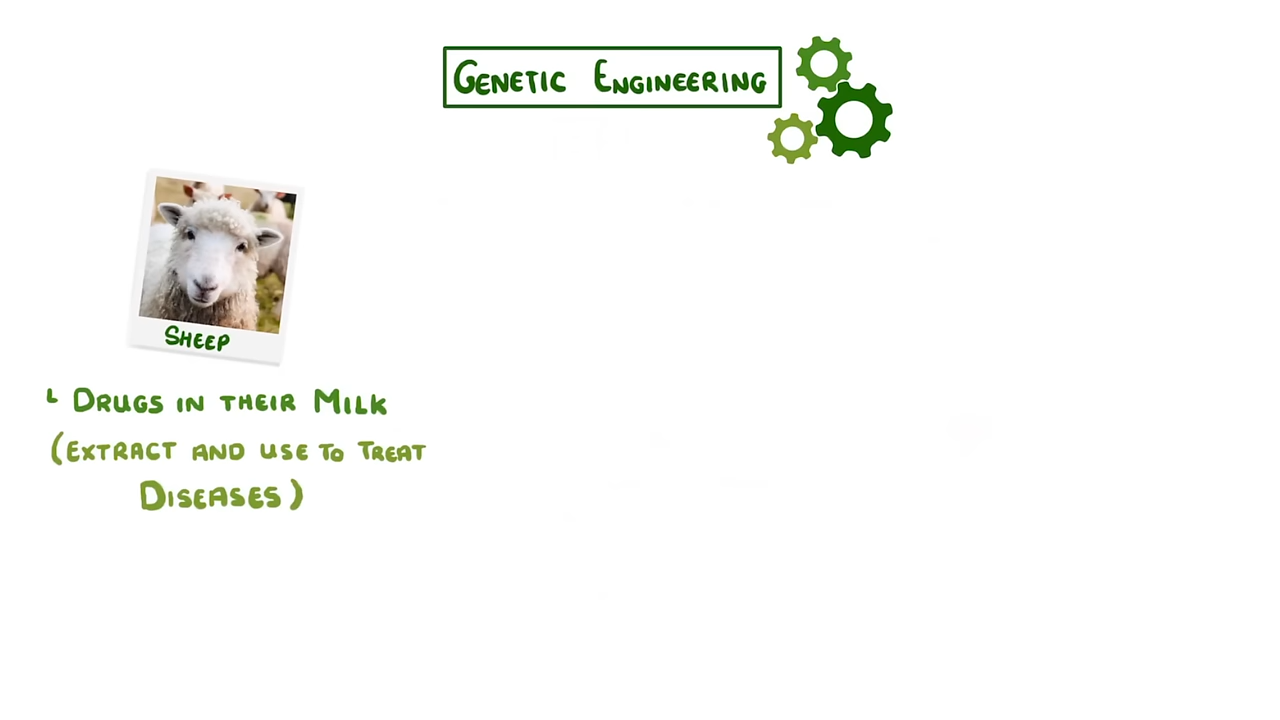 GENETIC ENGINEERING
SHEEP
└ DRUGS IN THEIR MILK
(EXTRACT AND USE TO TREAT
DISEASES)